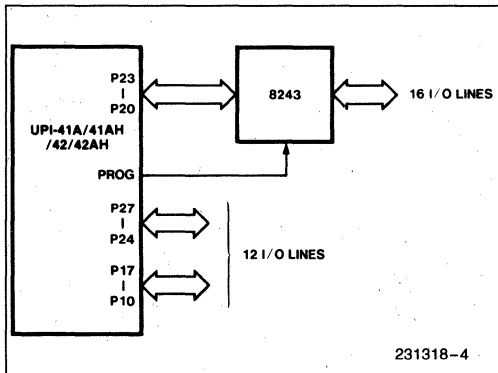 P23
|
P20
UPI-41A/41AH
/42/42AH
PROG
P27
|
P24
P17
|
P10
8243
16 I/O LINES
12 I/O LINES
231318-4